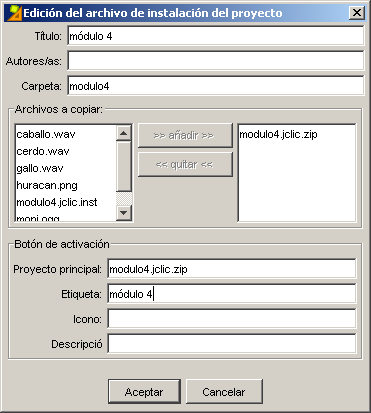 Edición del archivo de instalación del proyecto
Título: módulo 4
Autores/as:
Carpeta: modulo4
Archivos a copiar:
caballo.wav
cerdo.wav
gallo.wav
huracan.png
modulo4.jclic.inst
moni.ogg
>> añadir >>
<< quitar <<
modulo4.jclic.zip
Botón de activación
Proyecto principal: modulo4.jclic.zip
Etiqueta: módulo 4
Icono:
Descripció
Aceptar
Cancelar